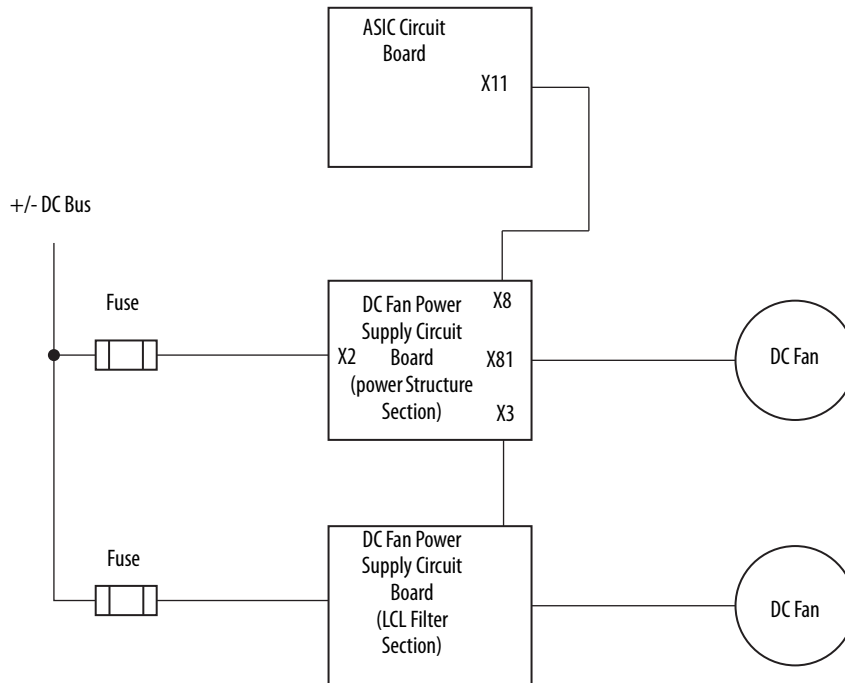 ASIC Circuit
Board
X11
+/- DC Bus
Fuse
DC Fan Power
Supply Circuit
Board
(power Structure
Section)
X8
X2
X81
X3
DC Fan
Fuse
DC Fan Power
Supply Circuit
Board
(LCL Filter
Section)
DC Fan